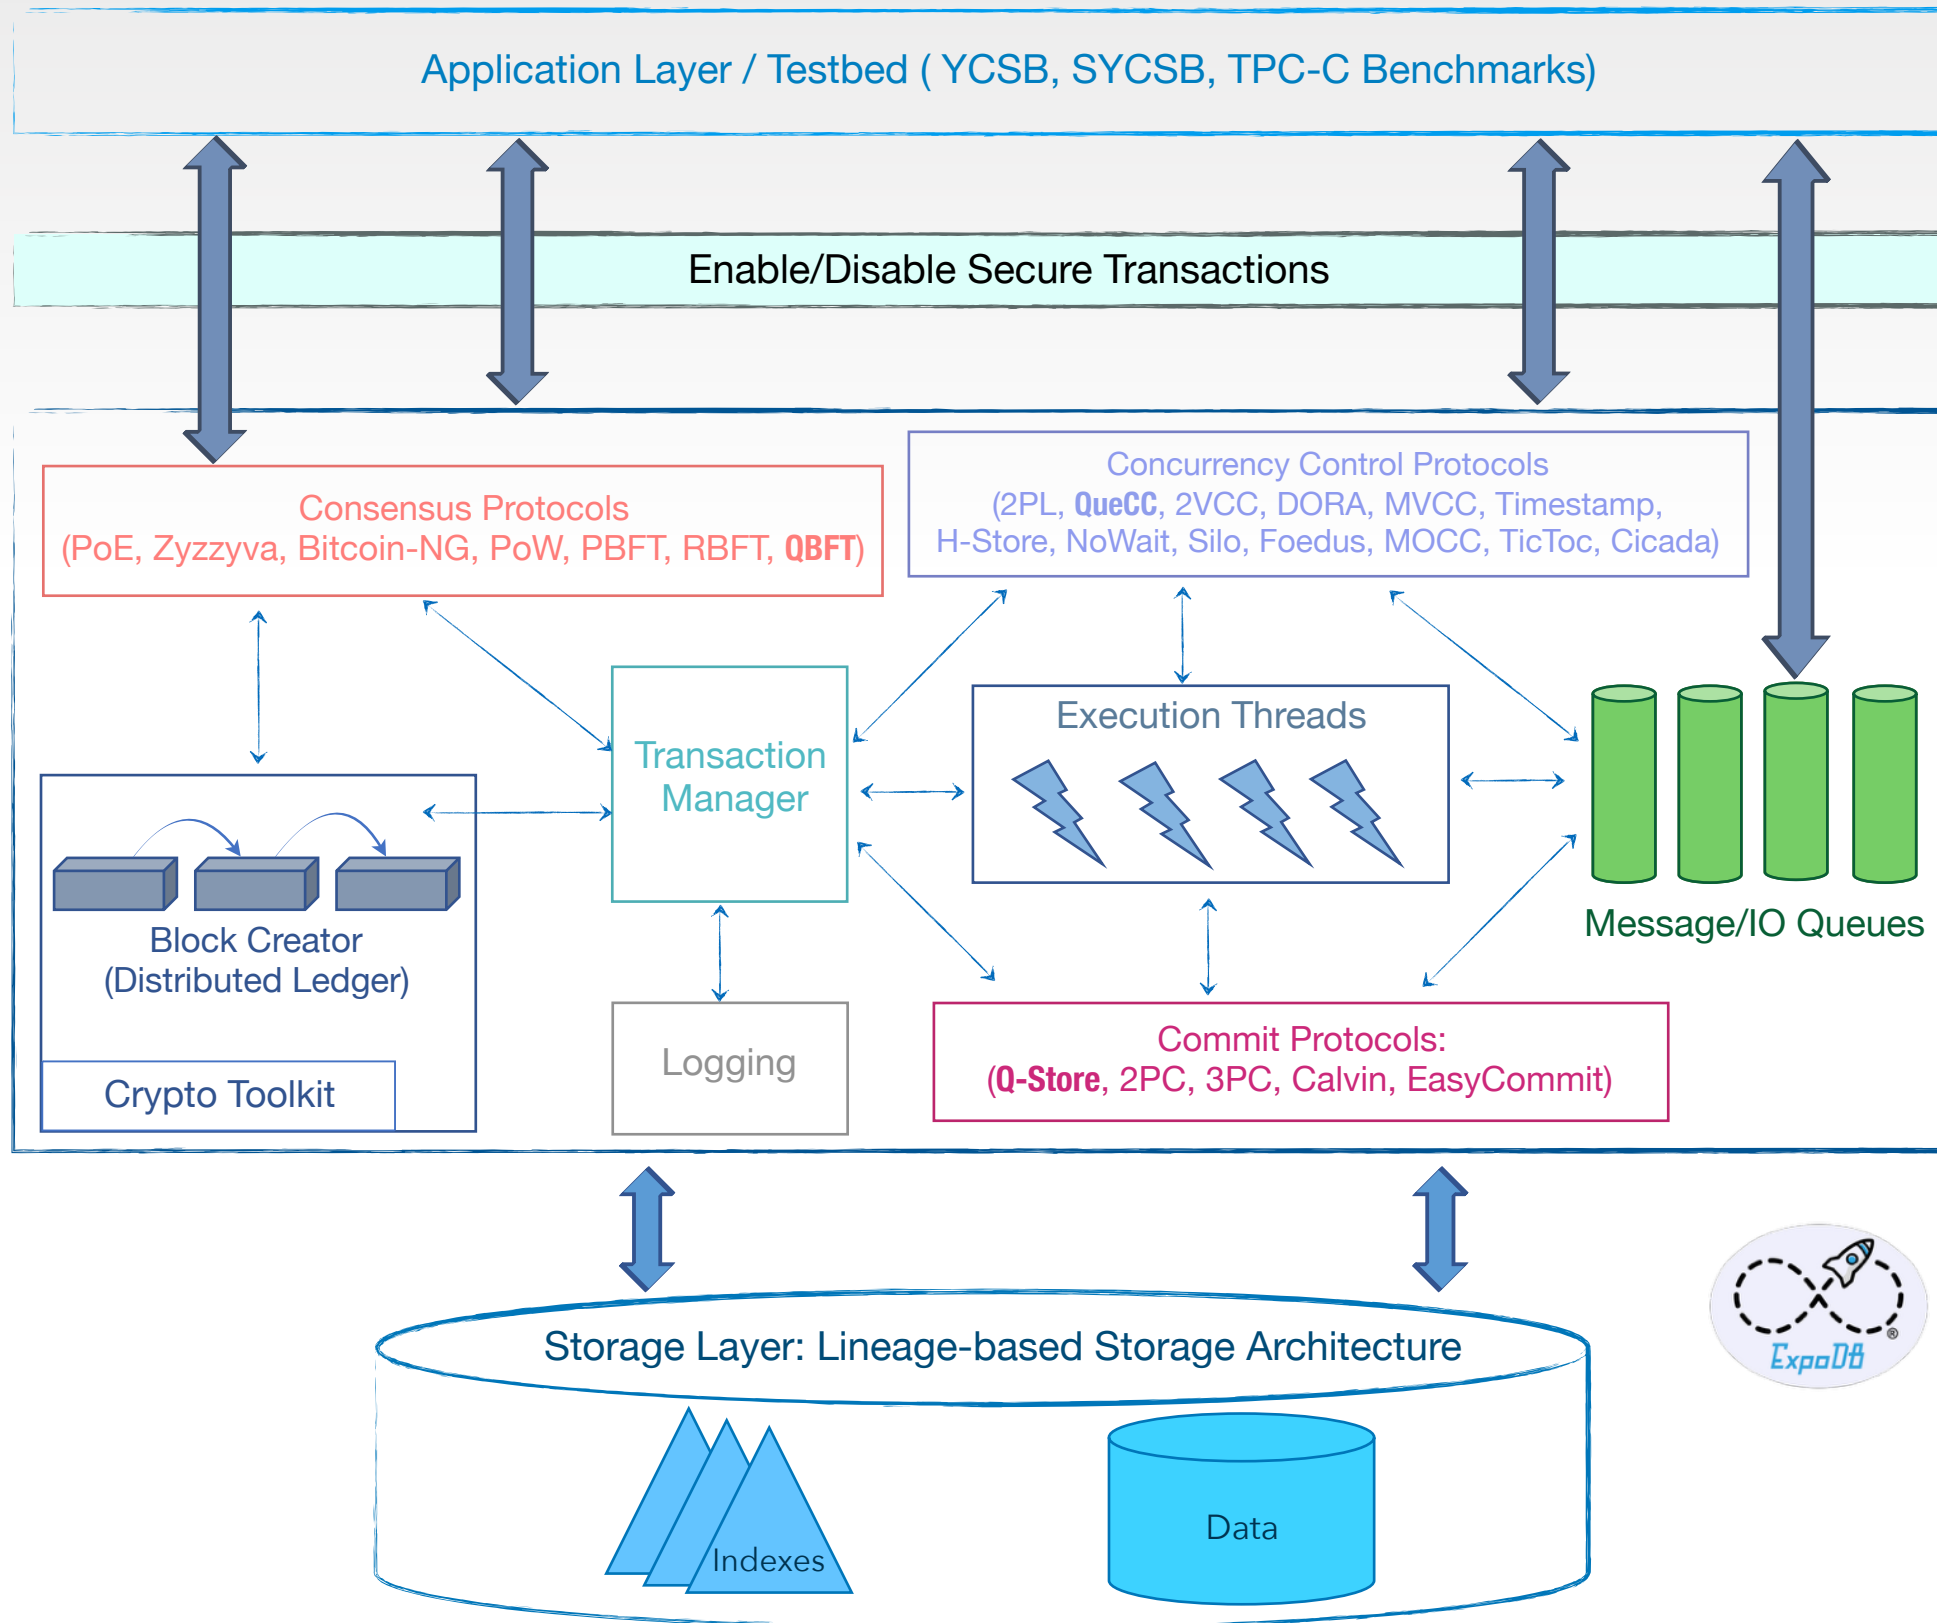 Application Layer / Testbed ( YCSB, SYCSB, TPC-C Benchmarks)
Enable/Disable Secure Transactions
Consensus Protocols
(PoE, Zyzzyva, Bitcoin-NG, PoW, PBFT, RBFT, QBFT)
Concurrency Control Protocols
(2PL, QueCC, 2VCC, DORA, MVCC, Timestamp,
H-Store, NoWait, Silo, Foedus, MOCC, TicToc, Cicada)
Transaction
Manager
Execution Threads
Message/IO Queues
Block Creator
(Distributed Ledger)
Crypto Toolkit
Logging
Commit Protocols:
(Q-Store, 2PC, 3PC, Calvin, EasyCommit)
Storage Layer: Lineage-based Storage Architecture
Indexes
Data
®
ExpoDB